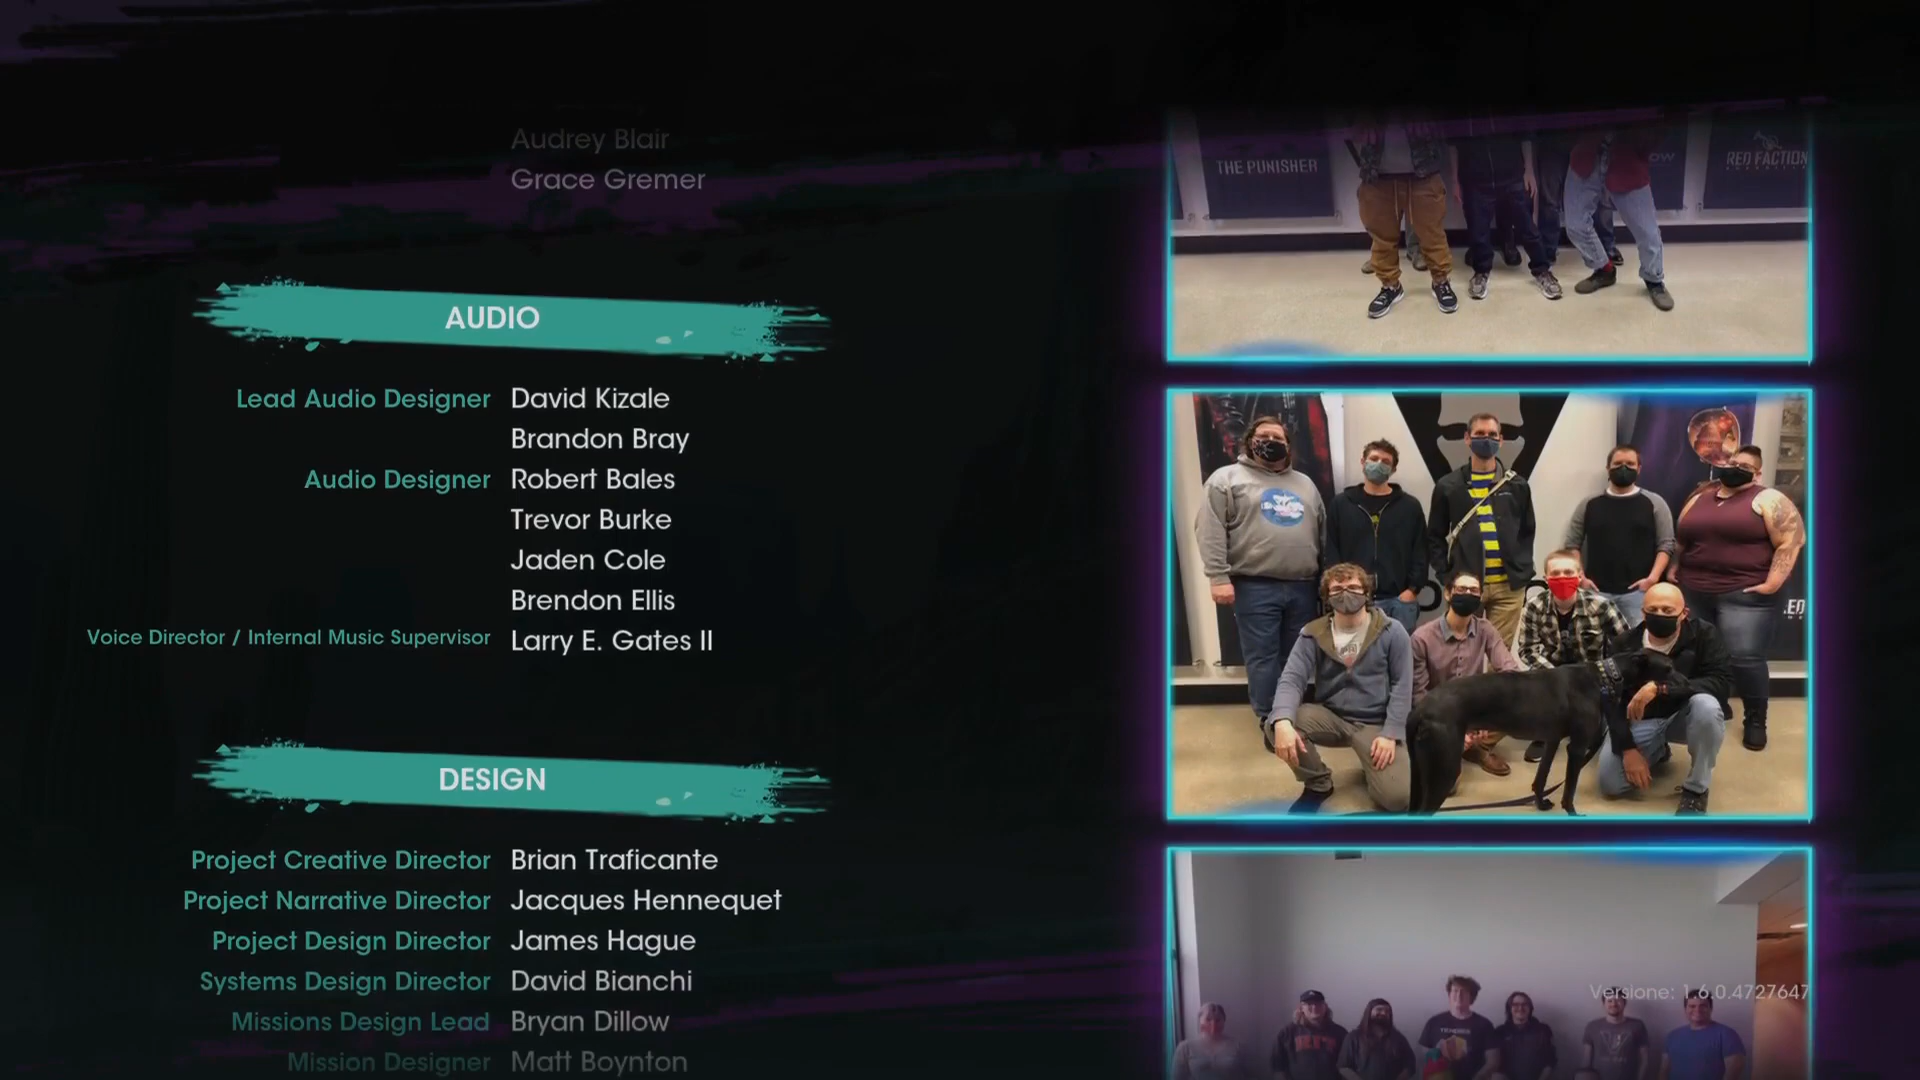 Audrey Blair
Grace Gremer
AUDIO
Lead Audio Designer David Kizale
Brandon Bray
Audio Designer Robert Bales
Trevor Burke
Jaden Cole
Brendon Ellis
Voice Director / Internal Music Supervisor Larry E. Gates II
DESIGN
Project Creative Director Brian Traficante
Project Narrative Director Jacques Hennequet
Project Design Director James Hague
Systems Design Director David Bianchi
Missions Design Lead Bryan Dillow
Mission Designer Matt Boynton
THE PUNISHER
RED FACTION
Versione: 1.6.0.4727647